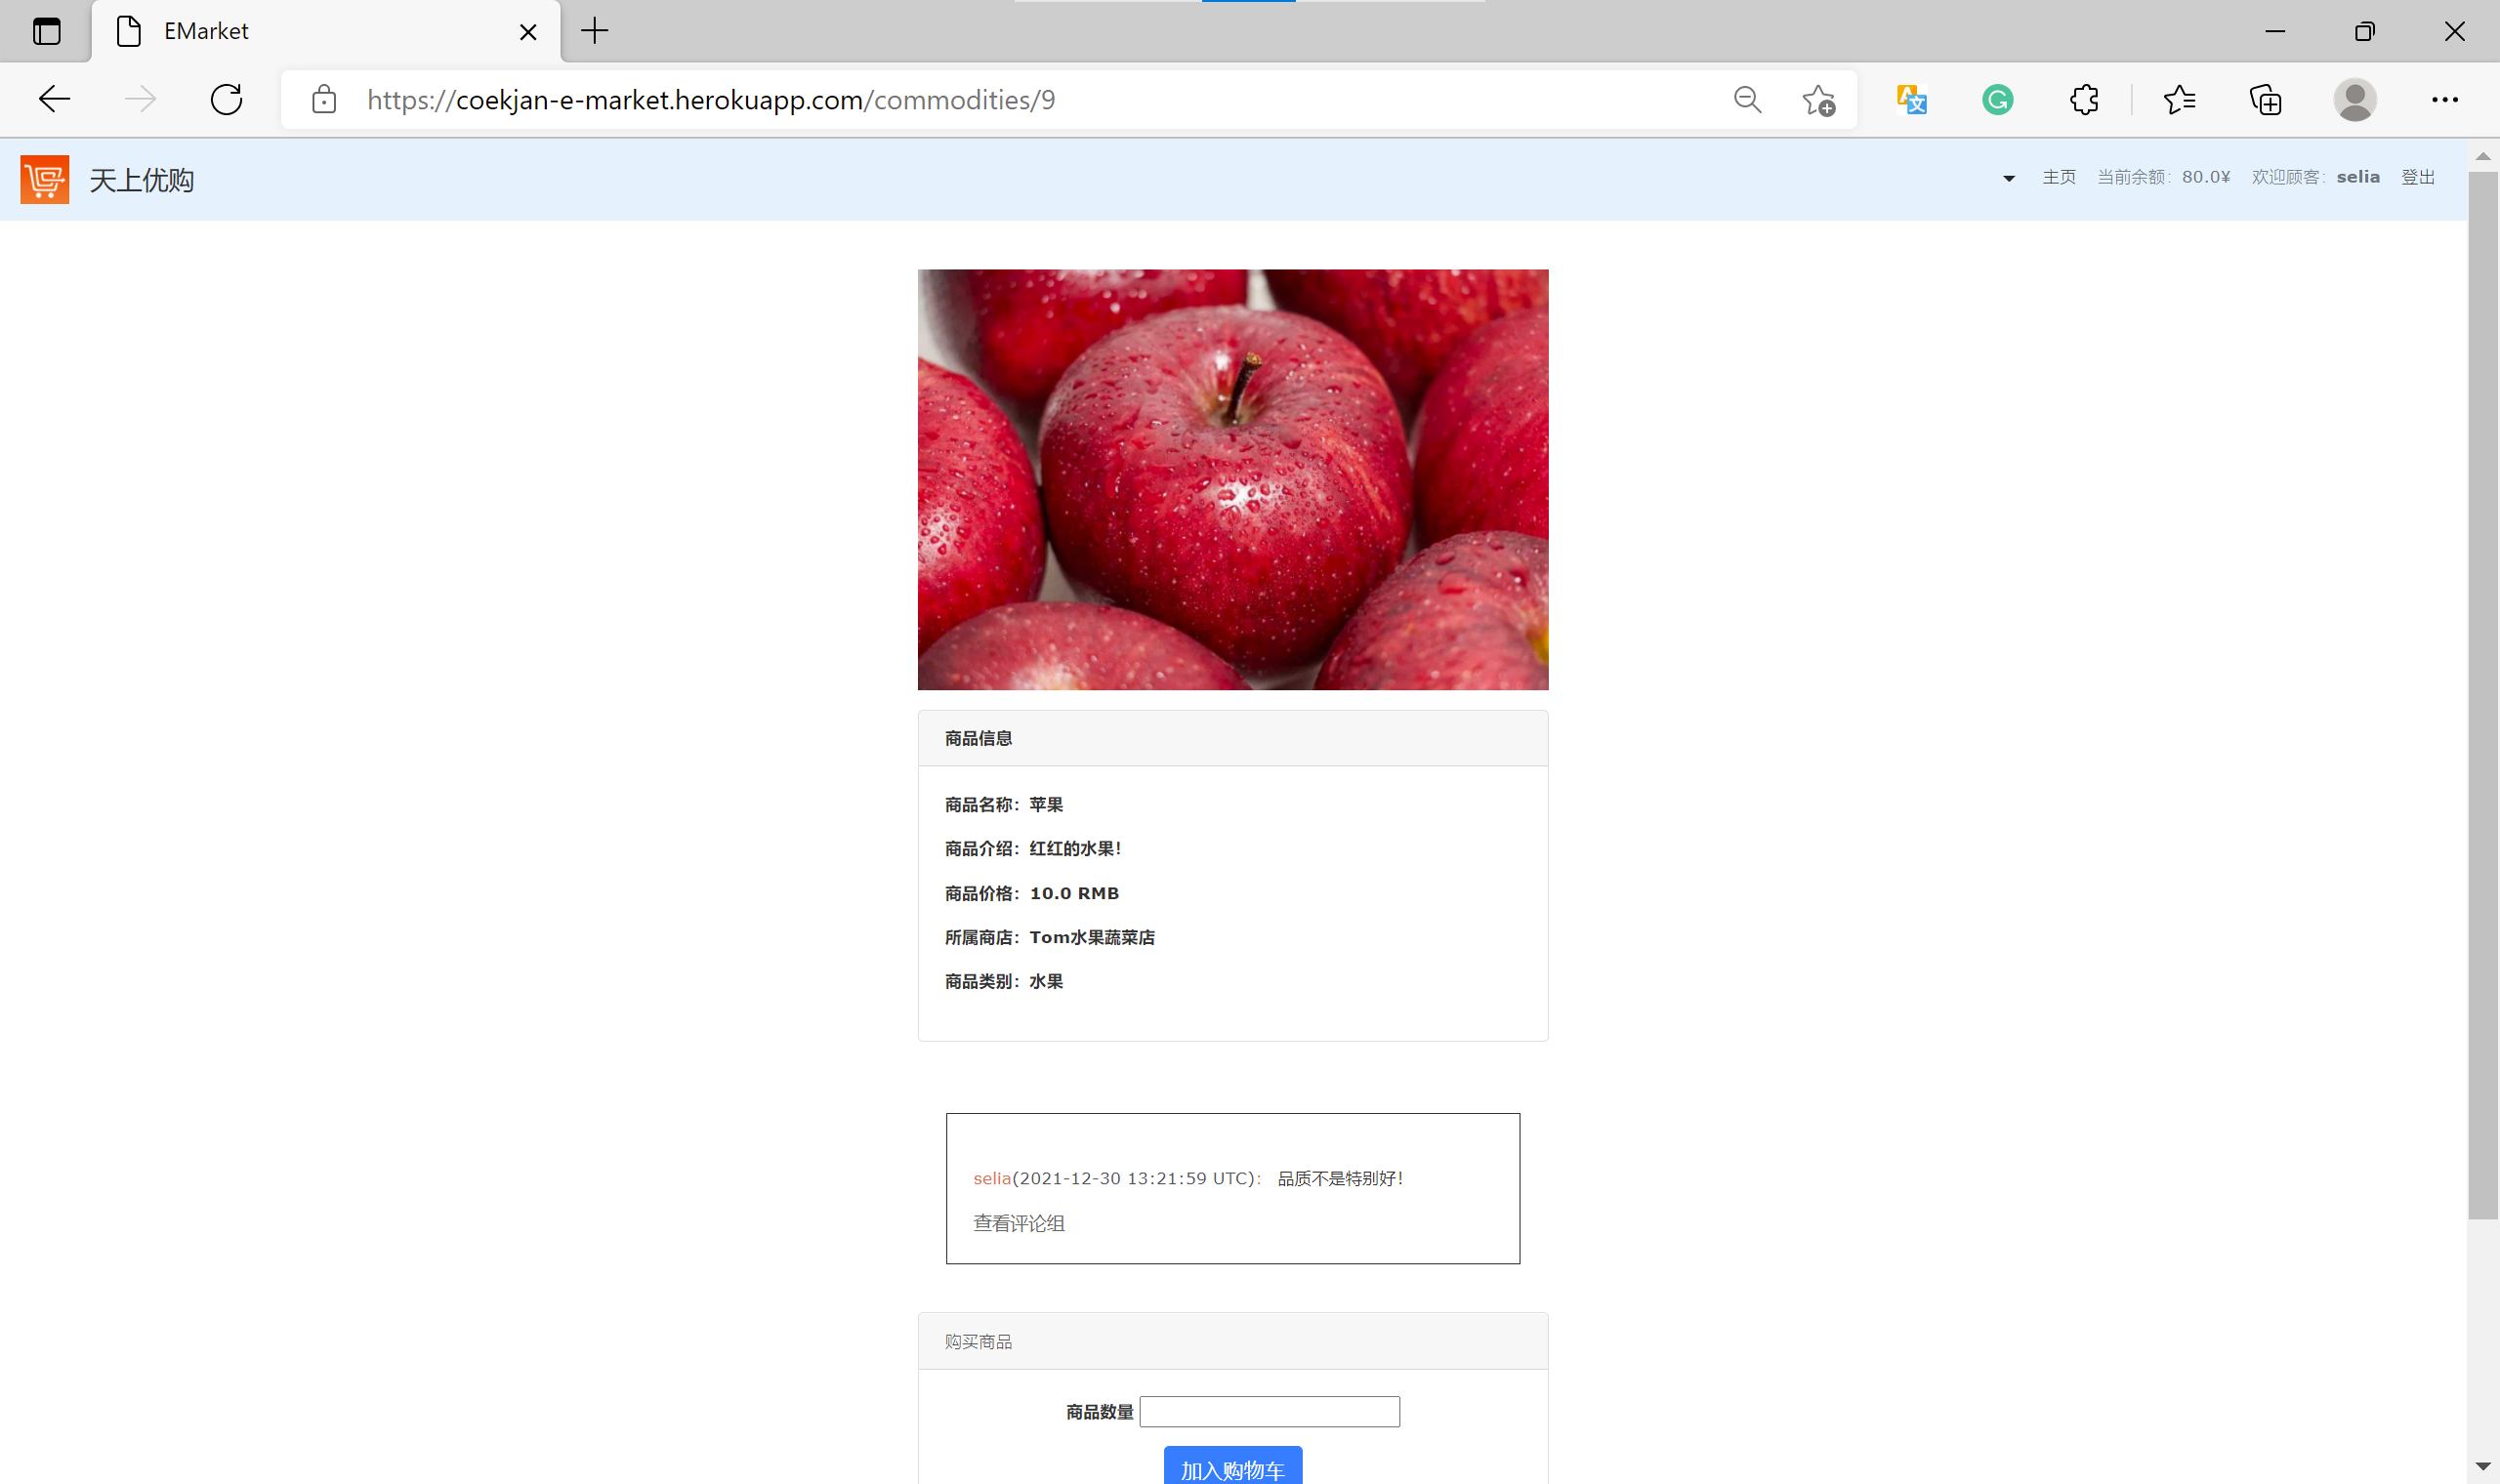 EMarket
https://coekjan-e-market.herokuapp.com/commodities/9
天上优购
主页 当前余额：80.0¥ 欢迎顾客：selia 登出
商品信息
商品名称：苹果
商品介绍：红红的水果！
商品价格：10.0 RMB
所属商店：Tom水果蔬菜店
商品类别：水果
selia(2021-12-30 13:21:59 UTC)： 品质不是特别好！
查看评论组
购买商品
商品数量
加入购物车